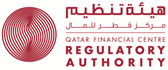 هيئة تنظيم
مركز قطر للمال
QATAR FINANCIAL CENTRE
REGULATORY
AUTHORITY